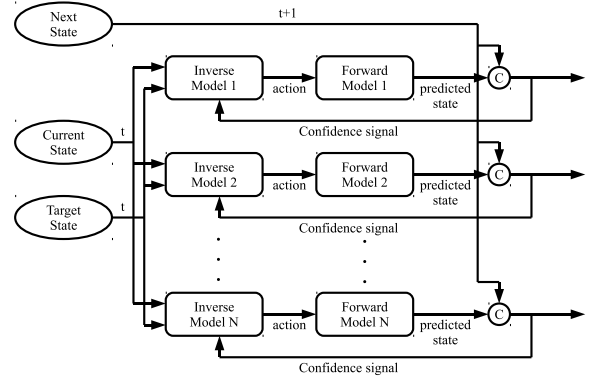 Next
State
t+1
Inverse
Model 1
action
Forward
Model 1
predicted
state
C
Confidence signal
Current
State
t
Inverse
Model 2
action
Forward
Model 2
predicted
state
C
Confidence signal
Target
State
t
Inverse
Model N
action
Forward
Model N
predicted
state
C
Confidence signal